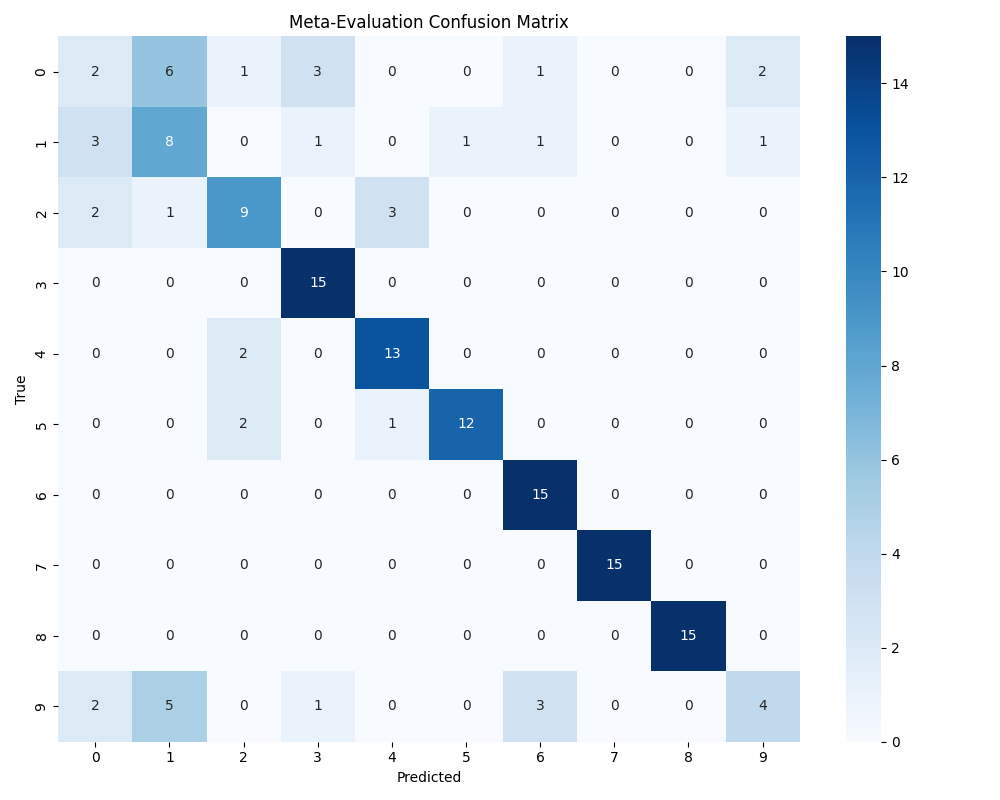 Meta-Evaluation Confusion Matrix
0 2 6 1 3 0 0 1 0 0 2
1 3 8 0 1 0 1 1 0 0 1
2 2 1 9 0 3 0 0 0 0 0
3 0 0 0 15 0 0 0 0 0 0
4 0 0 2 0 13 0 0 0 0 0
5 0 0 2 0 1 12 0 0 0 0
6 0 0 0 0 0 0 15 0 0 0
7 0 0 0 0 0 0 0 15 0 0
8 0 0 0 0 0 0 0 0 15 0
9 2 5 0 1 0 0 3 0 0 4
0 1 2 3 4 5 6 7 8 9
Predicted
True
14
12
10
8
6
4
2
0